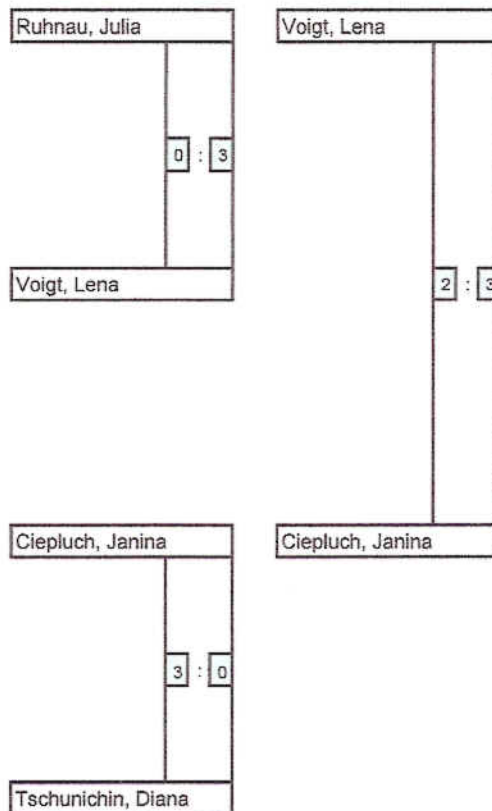 Ruhnau, Julia
0 : 3
Voigt, Lena
Ciepluch, Janina
3 : 0
Tschunichin, Diana
Voigt, Lena
2 : 3
Ciepluch, Janina